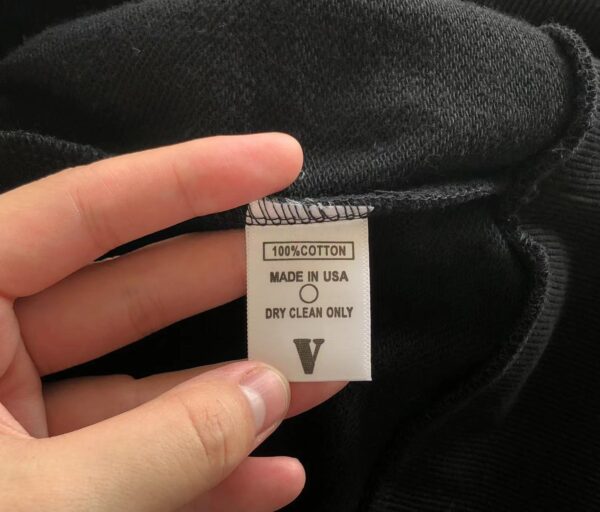 100%COTTON
MADE IN USA
DRY CLEAN ONLY
V